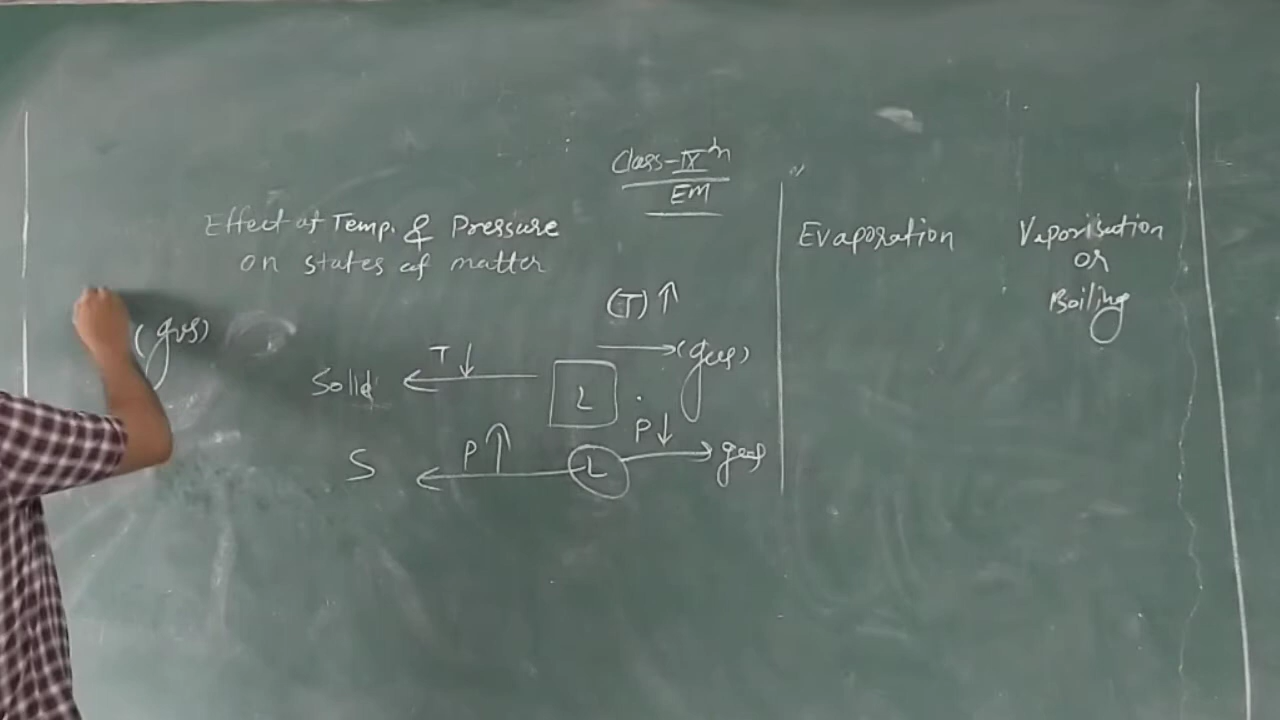 Class-IXth
EM
Effect of Temp. & Pressure
on states of matter
Evaporation
Vaporisation
or
Boiling
(T)↑
(gas)
Solid
T↓
L
→(gas)
P↓
S
P↑
L
gas